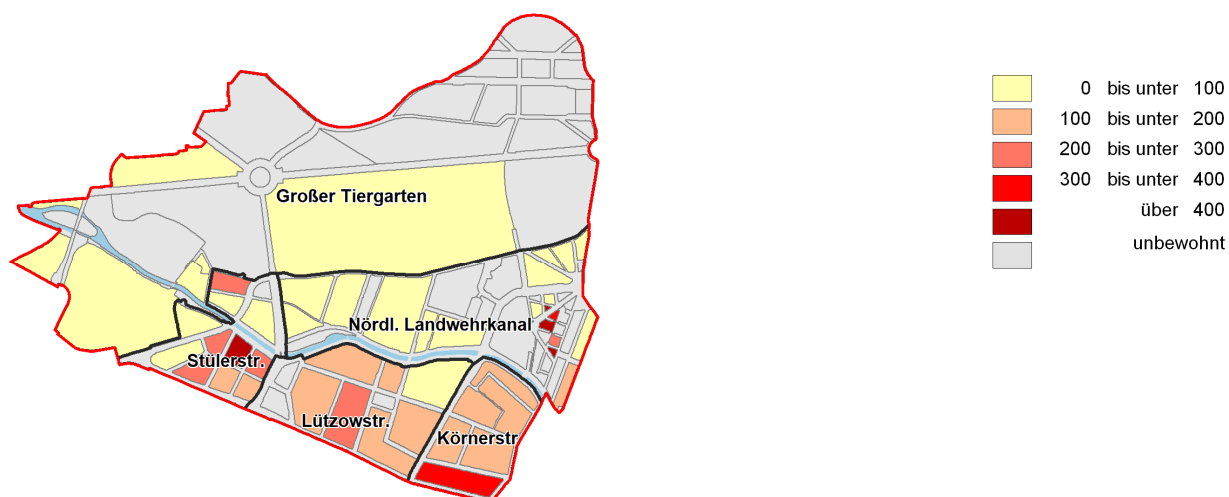 Großer Tiergarten
Nördl. Landwehrkanal
Stülerstr.
Lützowstr.
Körnerstr
0 bis unter 100
100 bis unter 200
200 bis unter 300
300 bis unter 400
über 400
unbewohnt